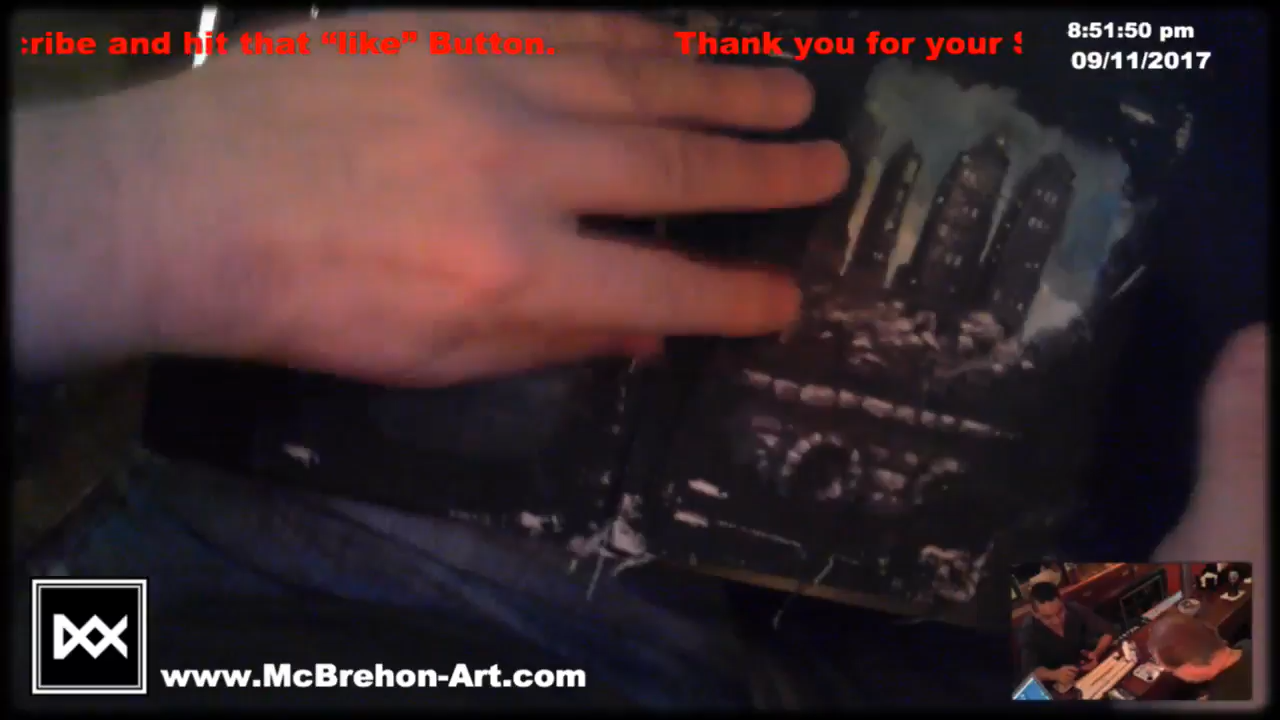 ribe and hit that “like” Button. Thank you for your
8:51:50 pm
09/11/2017
www.McBrehon-Art.com